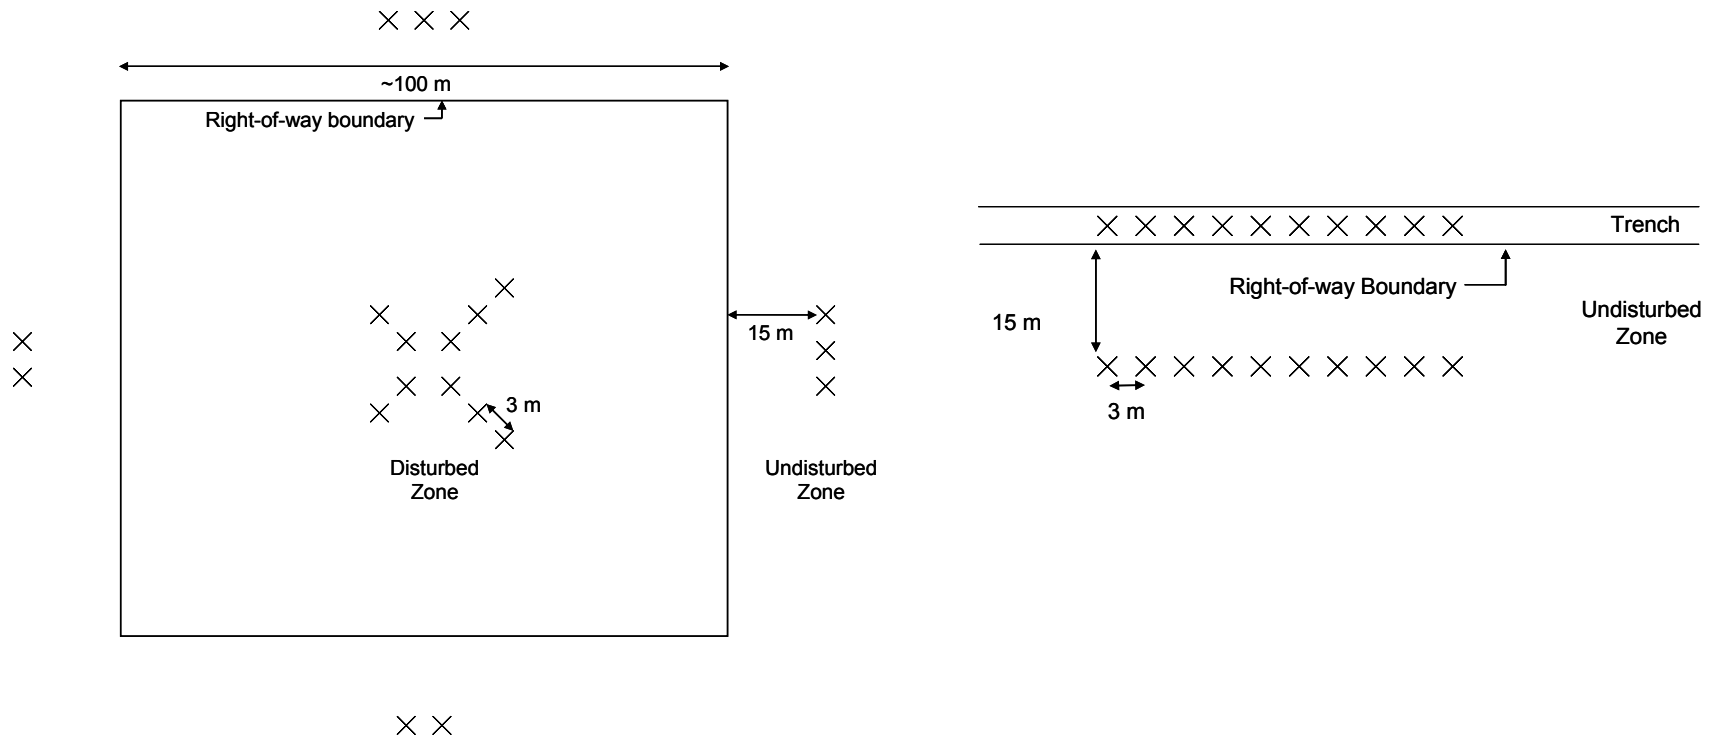 ~100 m
Right-of-way boundary
15 m
3 m
Disturbed
Zone
Undisturbed
Zone
Trench
Right-of-way Boundary
15 m
Undisturbed
Zone
3 m